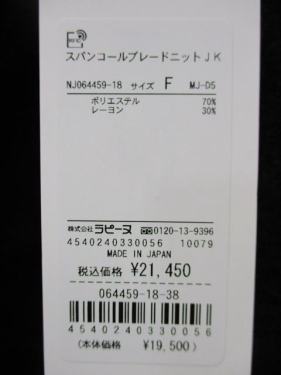 スパンコールブレードニットJK
NJ064459-18 サイズ F MJ-D5
ポリエステル 70%
レーヨン 30%
株式会社ラピーヌ 0120-13-9396
4540240330056 10079
MADE IN JAPAN
税込価格 ¥21,450
064459-18-38
4540240330056
(本体価格 ¥19,500)